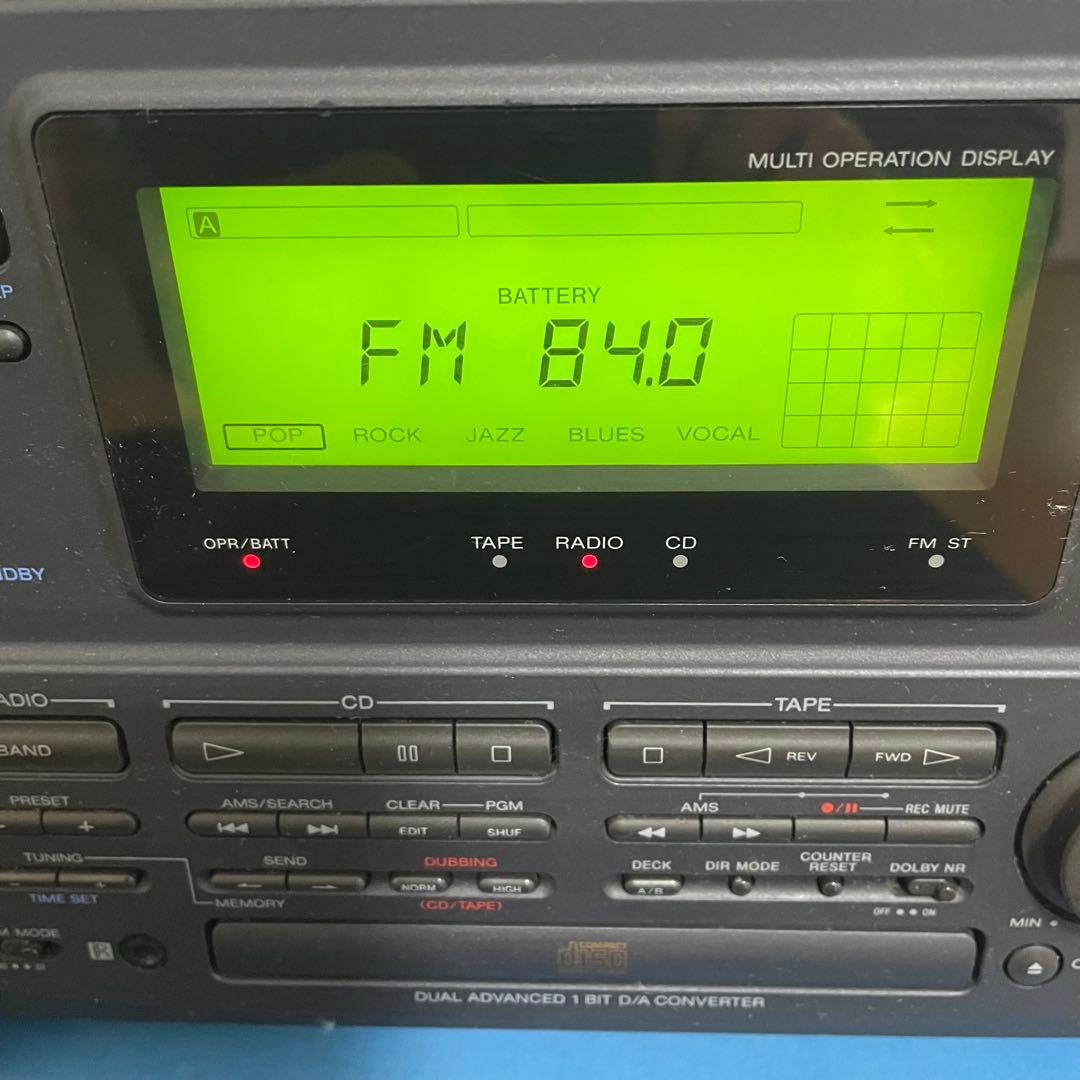 MULTI OPERATION DISPLAY
A
BATTERY
FM 84.0
POP ROCK JAZZ BLUES VOCAL
OPR/BATT TAPE RADIO CD FM ST
CD TAPE
BAND REV FWD
PRESET AMS/SEARCH CLEAR PGM AMS REC MUTE
- + EDIT SHUF
TUNING SEND DUBBING DECK DIR MODE COUNTER RESET DOLBY NR
- + NORM HIGH A/B
TIME SET MEMORY (CD/TAPE) OFF ON
MODE MIN
COMPACT disc
DUAL ADVANCED 1 BIT D/A CONVERTER